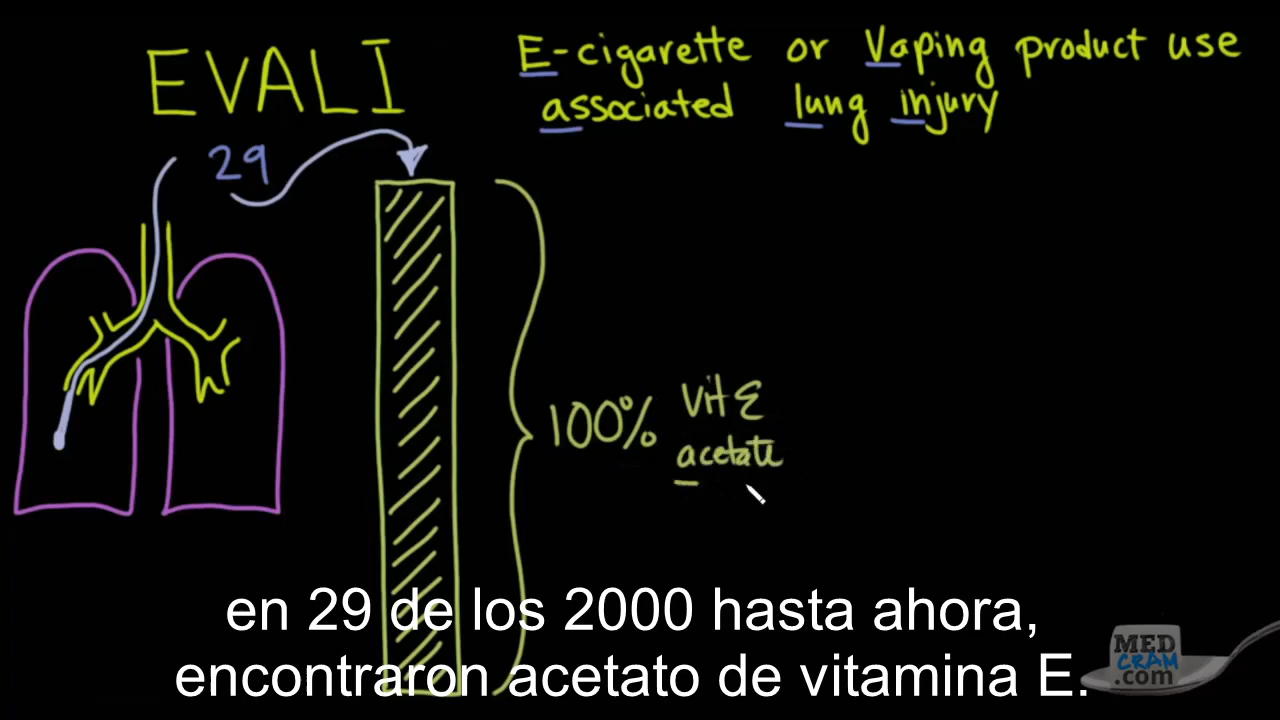 EVALI
E-cigarette or Vaping product use
associated lung injury
29
100% vit E
acetate
en 29 de los 2000 hasta ahora,
encontraron acetato de vitamina E.
MED
CRAM
.com